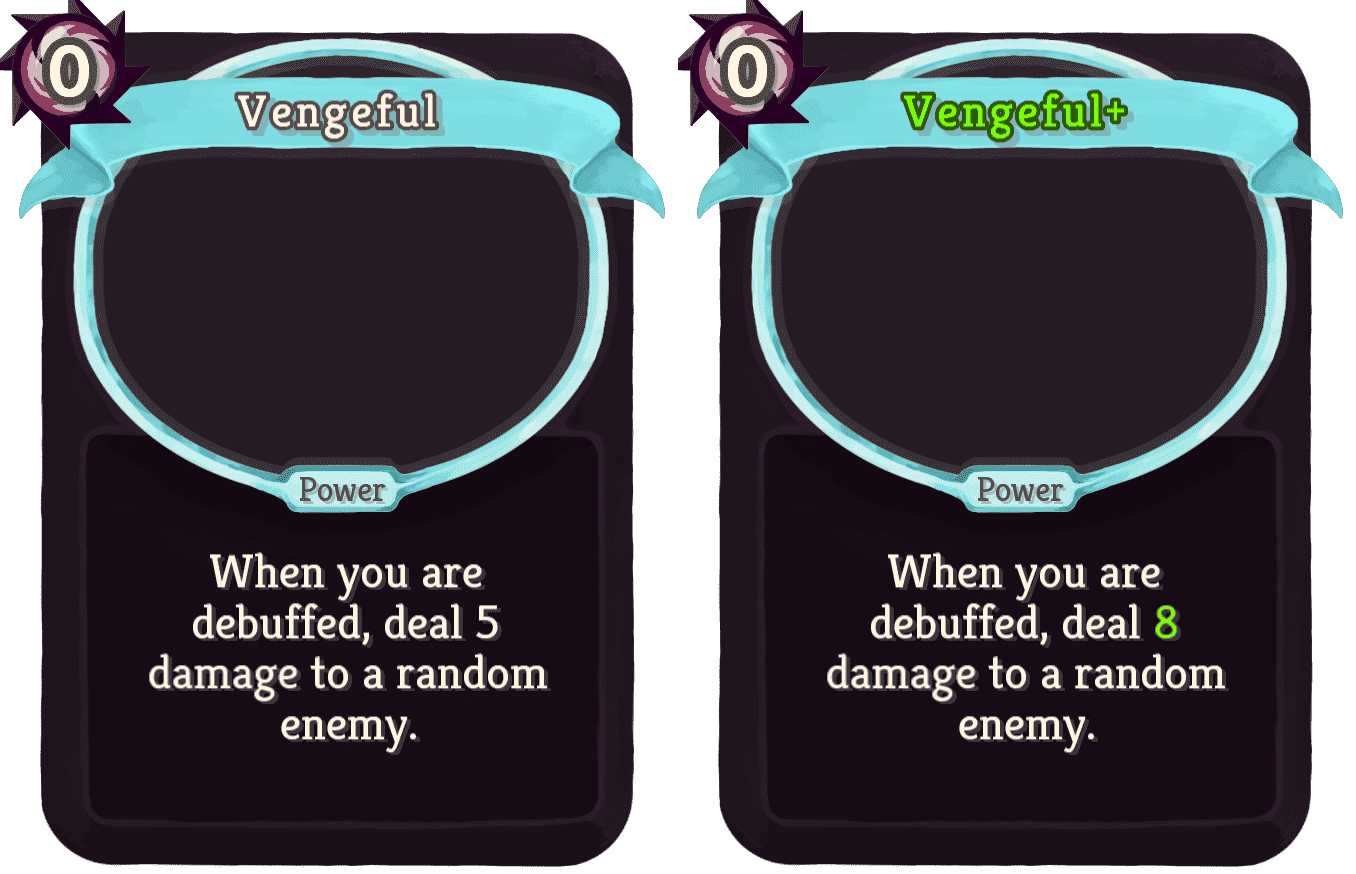 0
Vengeful
Power
When you are
debuffed, deal 5
damage to a random
enemy.
0
Vengeful+
Power
When you are
debuffed, deal 8
damage to a random
enemy.